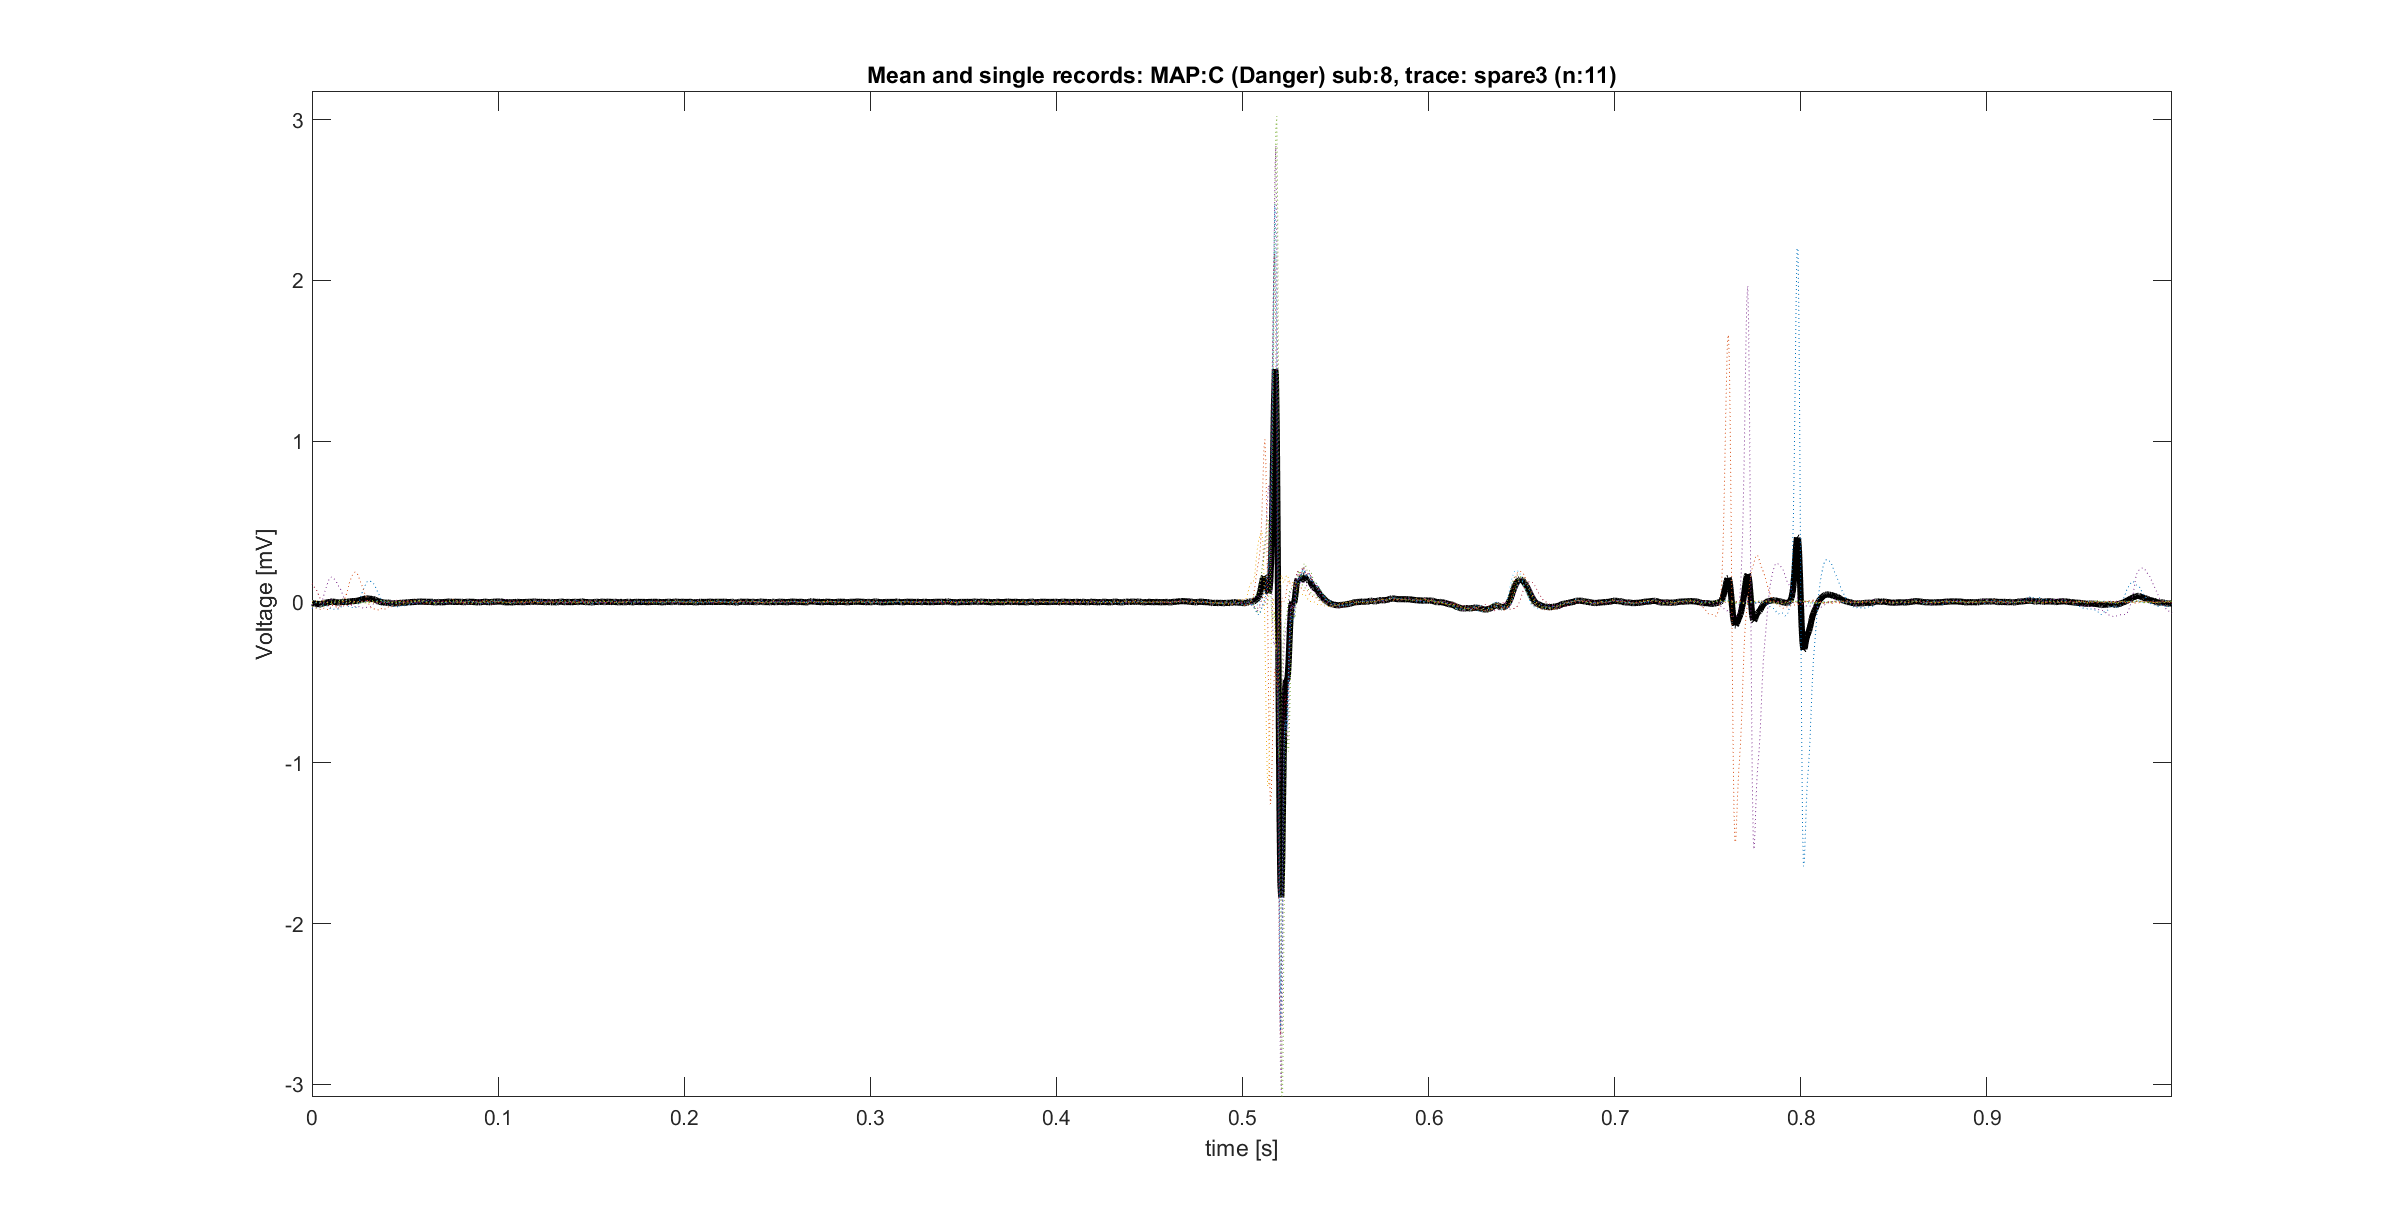 Mean and single records: MAP:C (Danger) sub:8, trace: spare3 (n:11)
3
2
1
0
-1
-2
-3
Voltage [mV]
0 0.1 0.2 0.3 0.4 0.5 0.6 0.7 0.8 0.9
time [s]